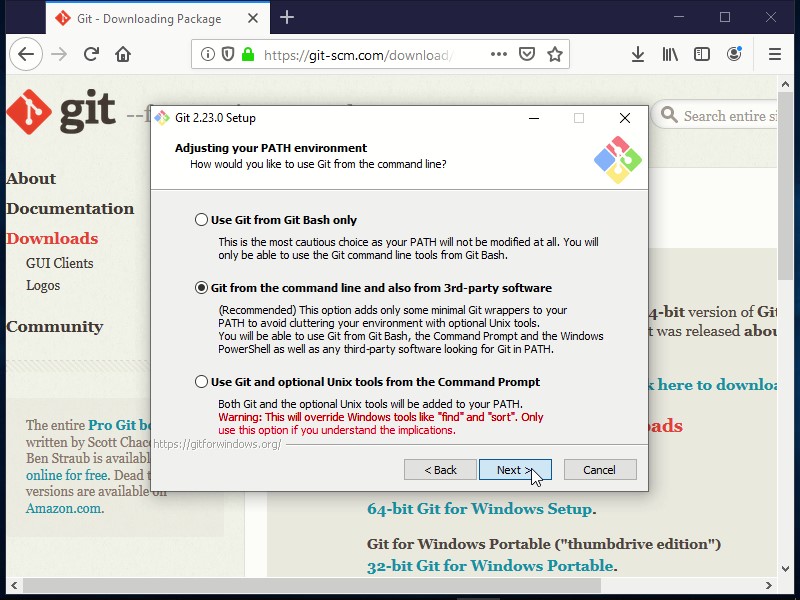 Git - Downloading Package
https://git-scm.com/download/
git
Search entire si
Git 2.23.0 Setup
Adjusting your PATH environment
How would you like to use Git from the command line?
About
Documentation
Downloads
GUI Clients
Logos
Community
Use Git from Git Bash only
This is the most cautious choice as your PATH will not be modified at all. You will
only be able to use the Git command line tools from Git Bash.
Git from the command line and also from 3rd-party software
(Recommended) This option adds only some minimal Git wrappers to your
PATH to avoid cluttering your environment with optional Unix tools.
You will be able to use Git from Git Bash, the Command Prompt and the Windows
PowerShell as well as any third-party software looking for Git in PATH.
Use Git and optional Unix tools from the Command Prompt
Both Git and the optional Unix tools will be added to your PATH.
Warning: This will override Windows tools like "find" and "sort". Only
use this option if you understand the implications.
https://gitforwindows.org/
< Back
Next >
Cancel
4-bit version of Git
t was released abou
k here to downloa
ads
The entire Pro Git bo
written by Scott Chaco
Ben Straub is availabl
online for free. Dead t
versions are available on
Amazon.com.
64-bit Git for Windows Setup.
Git for Windows Portable ("thumbdrive edition")
32-bit Git for Windows Portable.